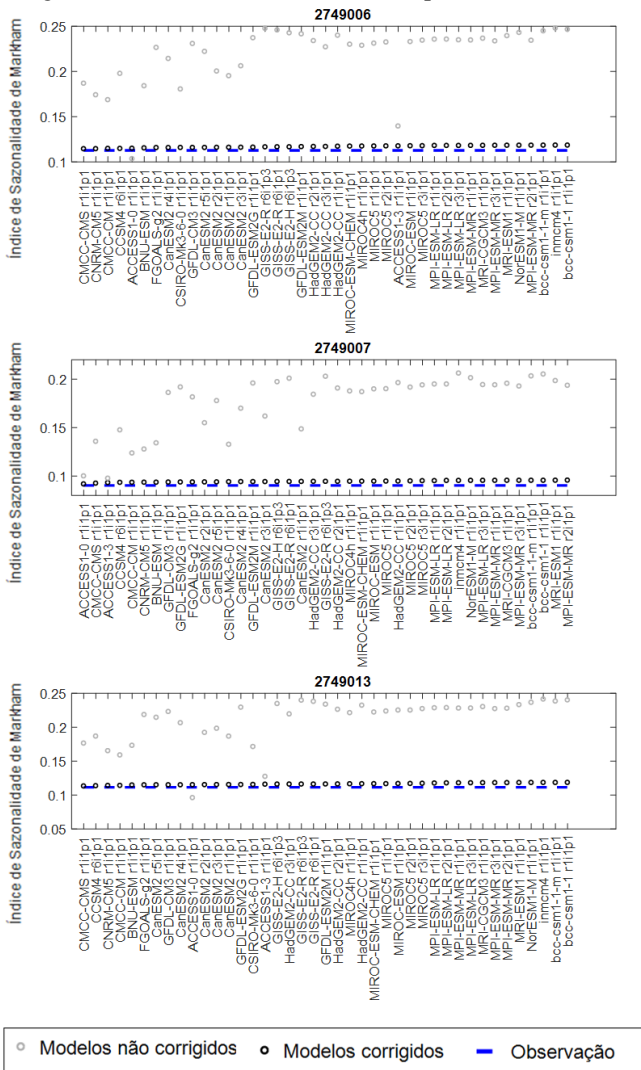 2749006
Índice de Sazonalidade de Markham
0.25
0.2
0.15
0.1
CMCC-CMS r1i1p1
CNRM-CM5 r1i1p1
CMCC-CM r1i1p1
CCSM4 r6i1p1
ACCESS1-0 r1i1p1
BNU-ESM r1i1p1
FGOALS-g2 r1i1p1
CanESM2 r4i1p1
CSIRO-Mk3-6-0 r1i1p1
GFDL-CM3 r1i1p1
CanESM2 r5i1p1
CanESM2 r2i1p1
CanESM2 r1i1p1
CanESM2 r3i1p1
GFDL-ESM2G r1i1p1
GISS-E2-R r6i1p3
GISS-E2-R r6i1p1
GISS-E2-H r6i1p3
GFDL-ESM2M r1i1p1
HadGEM2-CC r2i1p1
HadGEM2-CC r3i1p1
HadGEM2-CC r1i1p1
MIROC-ESM-CHEM r1i1p1
MIROC4h r1i1p1
MIROC5 r1i1p1
MIROC5 r2i1p1
ACCESS1-3 r1i1p1
MIROC-ESM r1i1p1
MIROC5 r3i1p1
MPI-ESM-LR r1i1p1
MPI-ESM-LR r2i1p1
MPI-ESM-LR r3i1p1
MPI-ESM-MR r1i1p1
MRI-CGCM3 r1i1p1
MPI-ESM-MR r3i1p1
MRI-ESM1 r1i1p1
NorESM1-M r1i1p1
MPI-ESM-MR r2i1p1
bcc-csm1-1-m r1i1p1
inmcm4 r1i1p1
bcc-csm1-1 r1i1p1
2749007
Índice de Sazonalidade de Markham
0.2
0.1
ACCESS1-0 r1i1p1
CMCC-CMS r1i1p1
ACCESS1-3 r1i1p1
CCSM4 r6i1p1
CMCC-CM r1i1p1
CNRM-CM5 r1i1p1
BNU-ESM r1i1p1
GFDL-CM3 r1i1p1
GFDL-ESM2G r1i1p1
FGOALS-g2 r1i1p1
CanESM2 r2i1p1
CanESM2 r5i1p1
CSIRO-Mk3-6-0 r1i1p1
CanESM2 r4i1p1
GFDL-ESM2M r1i1p1
CanESM2 r3i1p1
GISS-E2-H r6i1p3
GISS-E2-R r6i1p1
CanESM2 r1i1p1
HadGEM2-CC r3i1p1
GISS-E2-R r6i1p3
HadGEM2-CC r2i1p1
MIROC4h r1i1p1
MIROC-ESM-CHEM r1i1p1
MIROC-ESM r1i1p1
MIROC5 r1i1p1
HadGEM2-CC r1i1p1
MIROC5 r2i1p1
MIROC5 r3i1p1
MPI-ESM-LR r1i1p1
MPI-ESM-LR r2i1p1
inmcm4 r1i1p1
NorESM1-M r1i1p1
MPI-ESM-LR r3i1p1
MPI-ESM-MR r1i1p1
MRI-CGCM3 r1i1p1
MPI-ESM-MR r3i1p1
bcc-csm1-1-m r1i1p1
bcc-csm1-1 r1i1p1
MRI-ESM1 r1i1p1
MPI-ESM-MR r2i1p1
2749013
Índice de Sazonalidade de Markham
0.25
0.2
0.15
0.1
0.05
CMCC-CMS r1i1p1
CCSM4 r6i1p1
CNRM-CM5 r1i1p1
CMCC-CM r1i1p1
BNU-ESM r1i1p1
FGOALS-g2 r1i1p1
CanESM2 r5i1p1
GFDL-CM3 r1i1p1
CanESM2 r4i1p1
ACCESS1-0 r1i1p1
CanESM2 r2i1p1
CanESM2 r3i1p1
CanESM2 r1i1p1
GFDL-ESM2G r1i1p1
CSIRO-Mk3-6-0 r1i1p1
ACCESS1-3 r1i1p1
GISS-E2-H r6i1p3
HadGEM2-CC r3i1p1
GISS-E2-R r6i1p3
GISS-E2-R r6i1p1
GFDL-ESM2M r1i1p1
HadGEM2-CC r2i1p1
MIROC4h r1i1p1
HadGEM2-CC r1i1p1
MIROC-ESM-CHEM r1i1p1
MIROC5 r1i1p1
MIROC-ESM r1i1p1
MIROC5 r2i1p1
MIROC5 r3i1p1
MPI-ESM-LR r1i1p1
MPI-ESM-LR r2i1p1
MPI-ESM-MR r1i1p1
MPI-ESM-LR r3i1p1
MRI-CGCM3 r1i1p1
MPI-ESM-MR r3i1p1
MPI-ESM-MR r2i1p1
MRI-ESM1 r1i1p1
NorESM1-M r1i1p1
inmcm4 r1i1p1
bcc-csm1-1-m r1i1p1
bcc-csm1-1 r1i1p1
Modelos não corrigidos
Modelos corrigidos
Observação